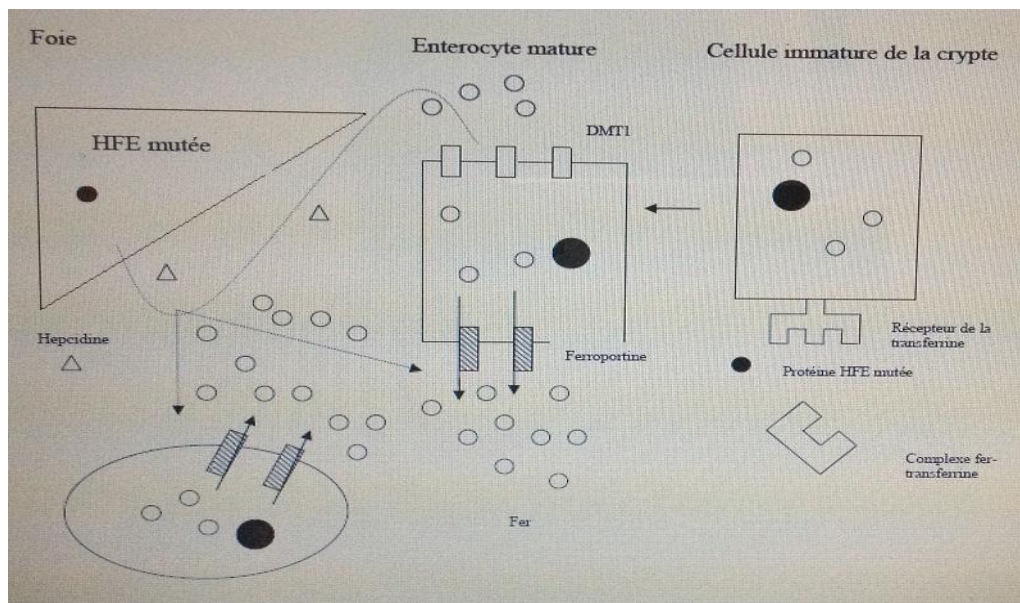 Foie
Enterocyte mature
Cellule immature de la crypte
HFE mutée
DMT1
Hepcidine
Ferroportine
Récepteur de la
transferrine
Protéine HFE mutée
Complexe fer-
transferrine
Fer